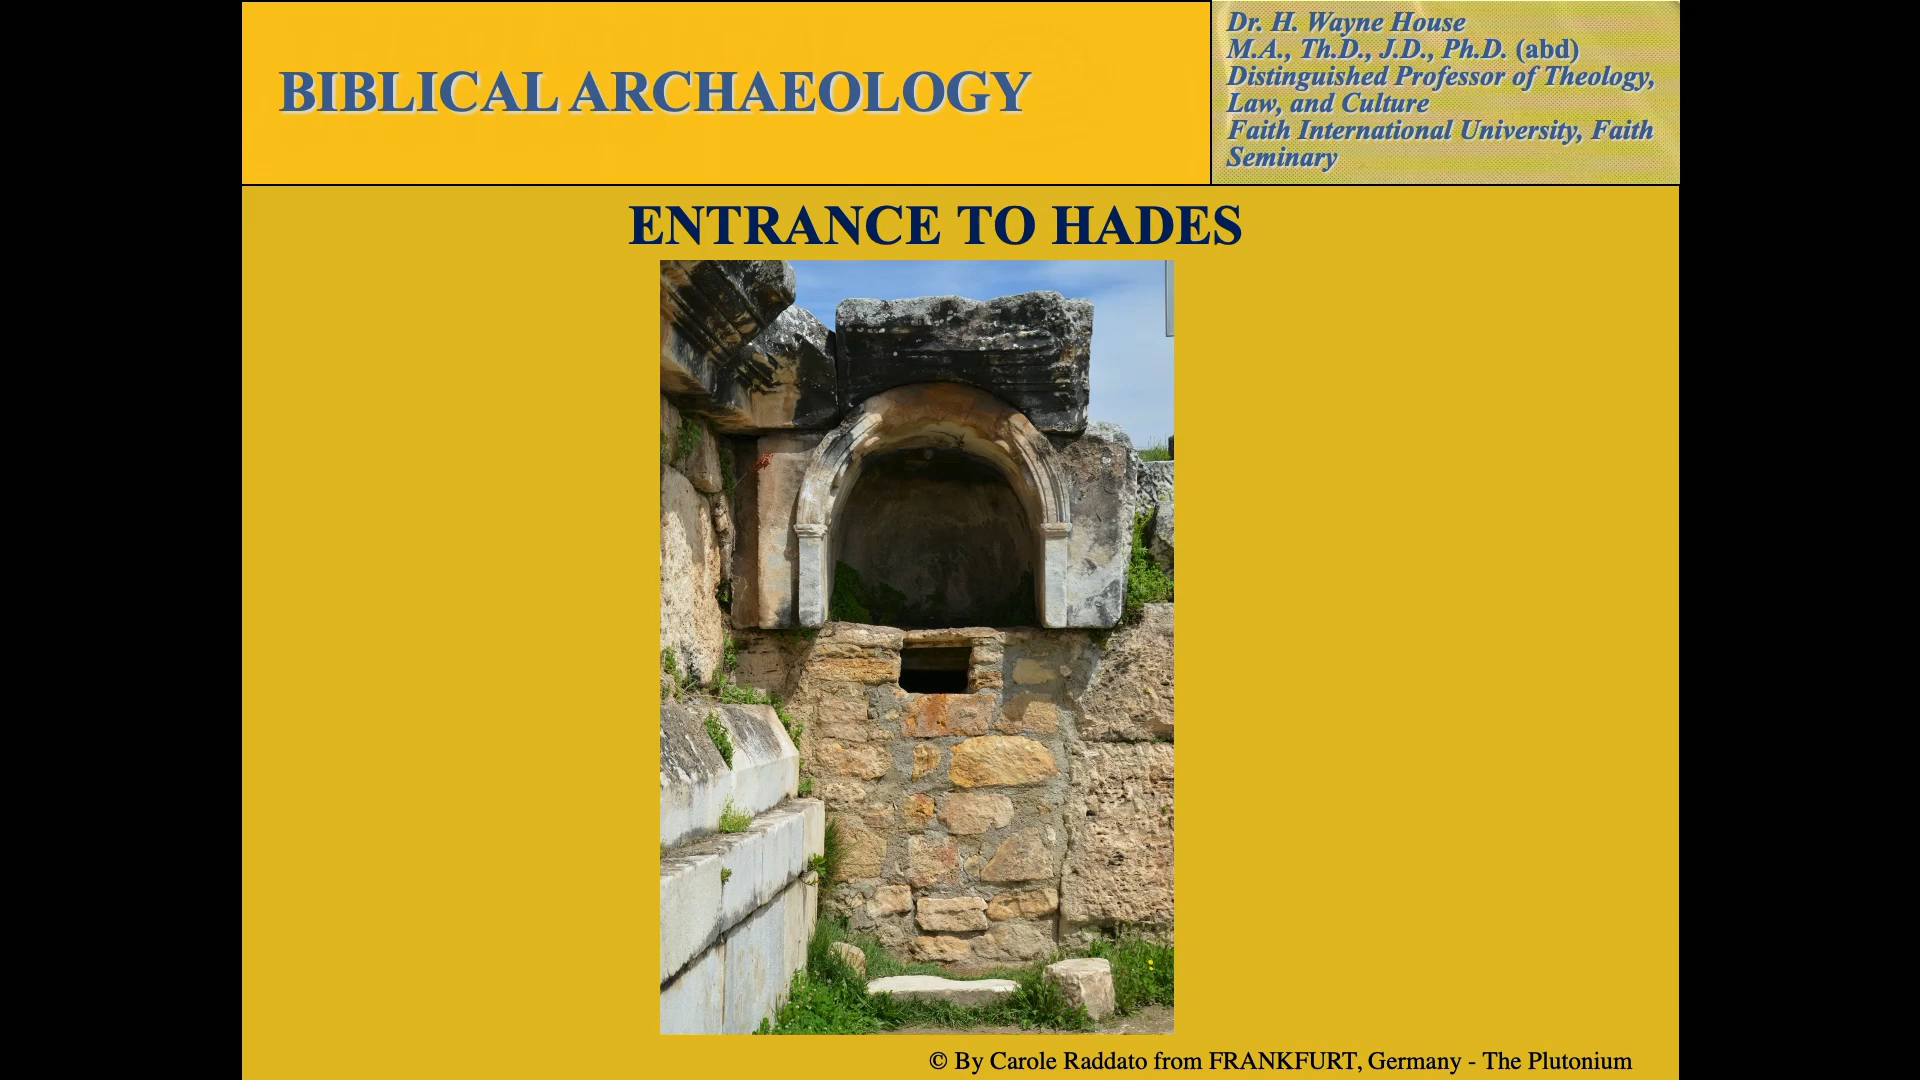 BIBLICAL ARCHAEOLOGY
Dr. H. Wayne House
M.A., Th.D., J.D., Ph.D. (abd)
Distinguished Professor of Theology,
Law, and Culture
Faith International University, Faith
Seminary
ENTRANCE TO HADES
© By Carole Raddato from FRANKFURT, Germany - The Plutonium